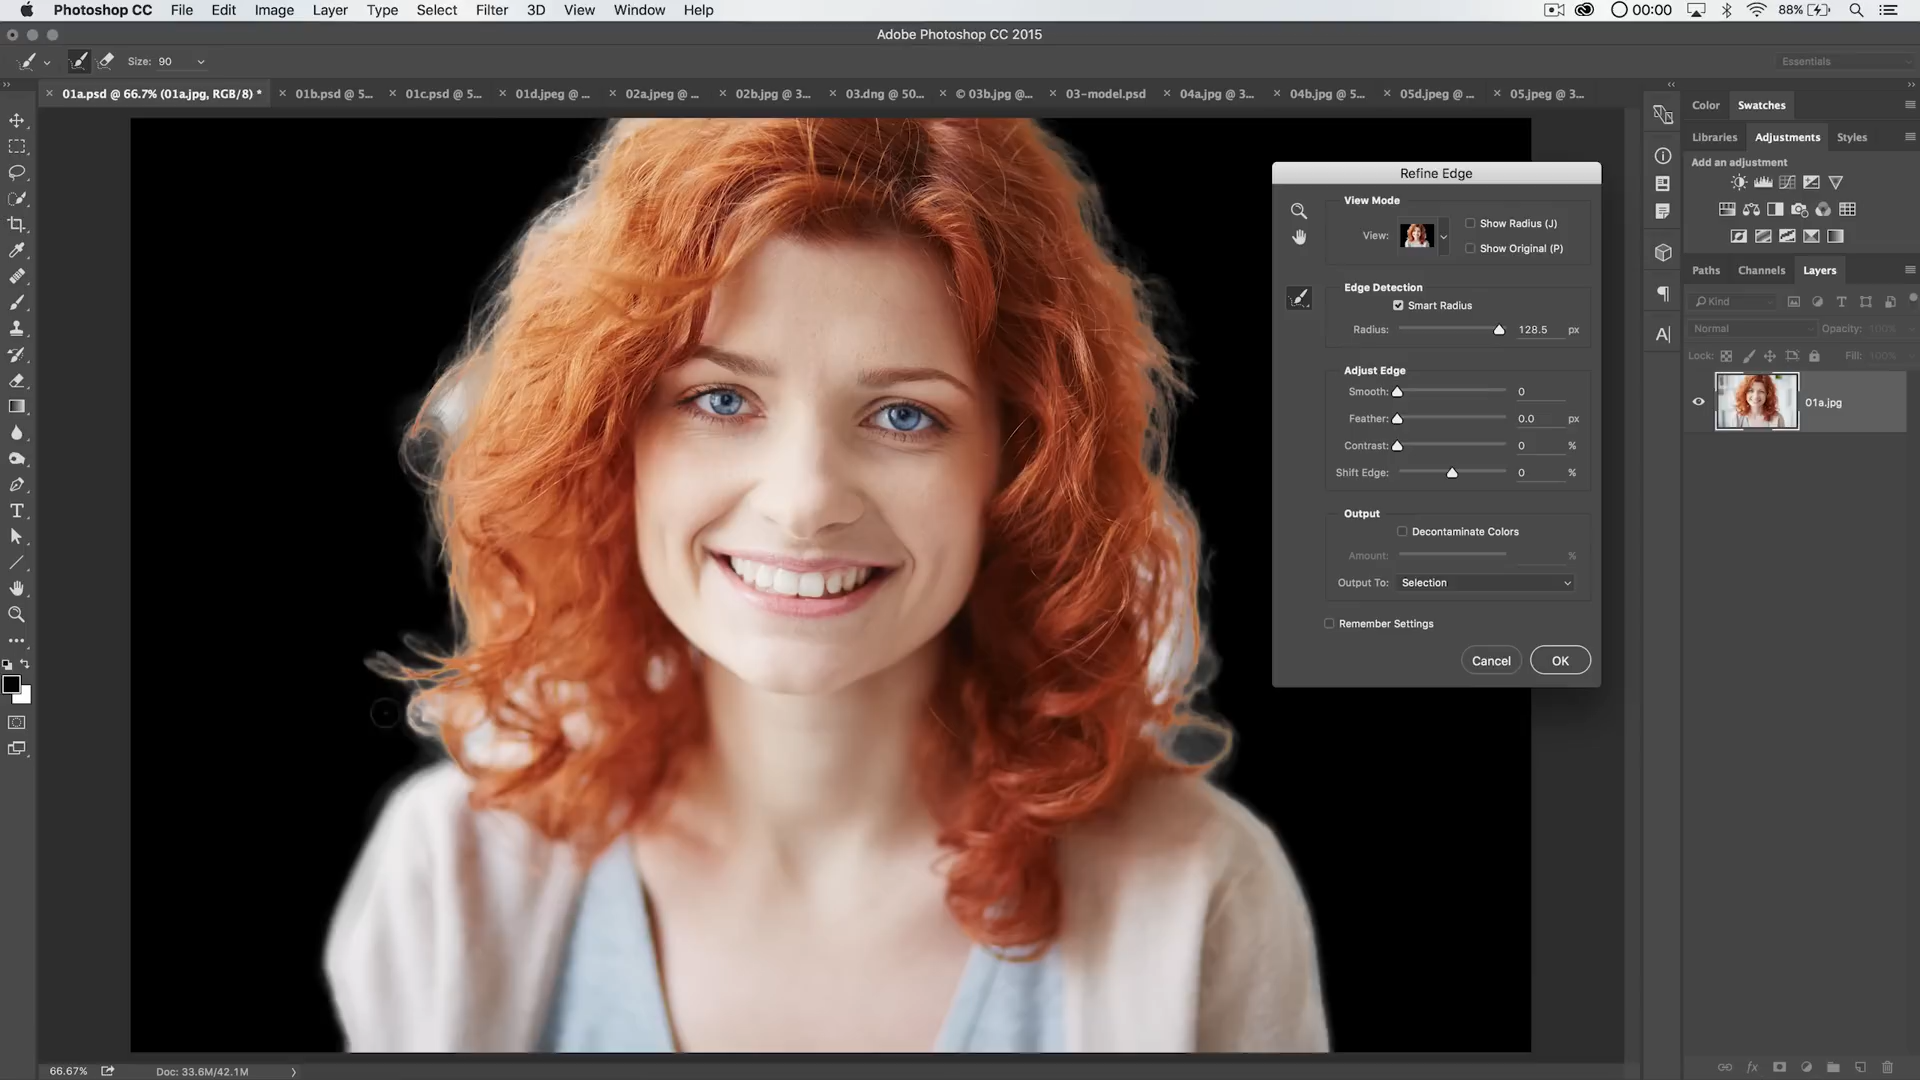 Photoshop CC File Edit Image Layer Type Select Filter 3D View Window Help 00:00 88%
Adobe Photoshop CC 2015
Size: 90 Essentials
01a.psd @ 66.7% (01a.jpg, RGB/8) * 01b.psd @ 5... 01c.psd @ 5... 01d.jpeg @ ... 02a.jpeg @ ... 02b.jpg @ 3... 03.dng @ 50... © 03b.jpg @... 03-model.psd 04a.jpg @ 3... 04b.jpg @ 5... 05d.jpeg @ ... 05.jpeg @ 3...
Color Swatches
Libraries Adjustments Styles
Add an adjustment
Paths Channels Layers
Kind
Normal Opacity: 100%
Lock: Fill: 100%
01a.jpg
Refine Edge
View Mode
View:
Show Radius (J)
Show Original (P)
Edge Detection
Smart Radius
Radius: 128.5 px
Adjust Edge
Smooth: 0
Feather: 0.0 px
Contrast: 0 %
Shift Edge: 0 %
Output
Decontaminate Colors
Amount: %
Output To: Selection
Remember Settings
Cancel OK
66.67% Doc: 33.6M/42.1M